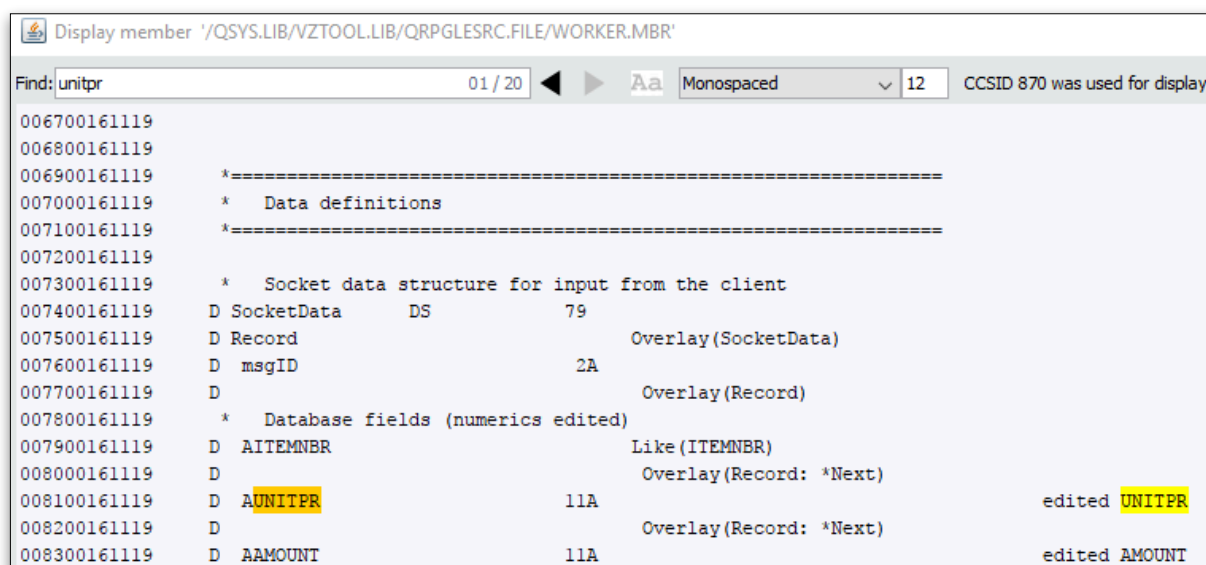 Display member '/QSYS.LIB/VZTOOL.LIB/QRPGLESRC.FILE/WORKER.MBR'
Find: unitpr 01 / 20 Aa Monospaced 12 CCSID 870 was used for display
006700161119
006800161119
006900161119 *================================================================
007000161119 * Data definitions
007100161119 *================================================================
007200161119
007300161119 * Socket data structure for input from the client
007400161119 D SocketData DS 79
007500161119 D Record Overlay(SocketData)
007600161119 D msgID 2A
007700161119 D Overlay(Record)
007800161119 * Database fields (numerics edited)
007900161119 D AITEMNBR Like(ITEMNBR)
008000161119 D Overlay(Record: *Next)
008100161119 D AUNITPR 11A edited UNITPR
008200161119 D Overlay(Record: *Next)
008300161119 D AAMOUNT 11A edited AMOUNT